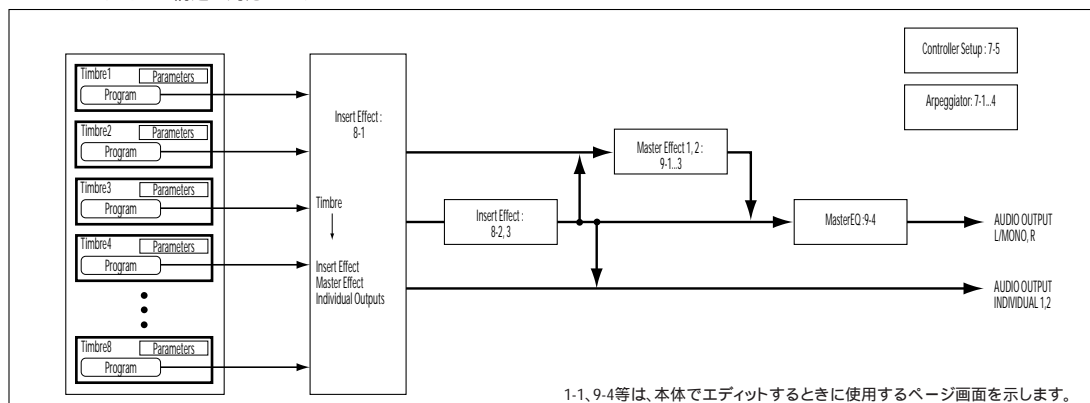 Timbre1
Parameters
Program
Timbre2
Parameters
Program
Timbre3
Parameters
Program
Timbre4
Parameters
Program
Timbre8
Parameters
Program
Insert Effect :
8-1
Timbre
Insert Effect
Master Effect
Individual Outputs
Insert Effect :
8-2, 3
Master Effect 1, 2 :
9-1...3
MasterEQ :9-4
Controller Setup : 7-5
Arpeggiator: 7-1...4
AUDIO OUTPUT
L/MONO, R
AUDIO OUTPUT
INDIVIDUAL 1,2
1-1、9-4等は、本体でエディットするときに使用するページ画面を示します。